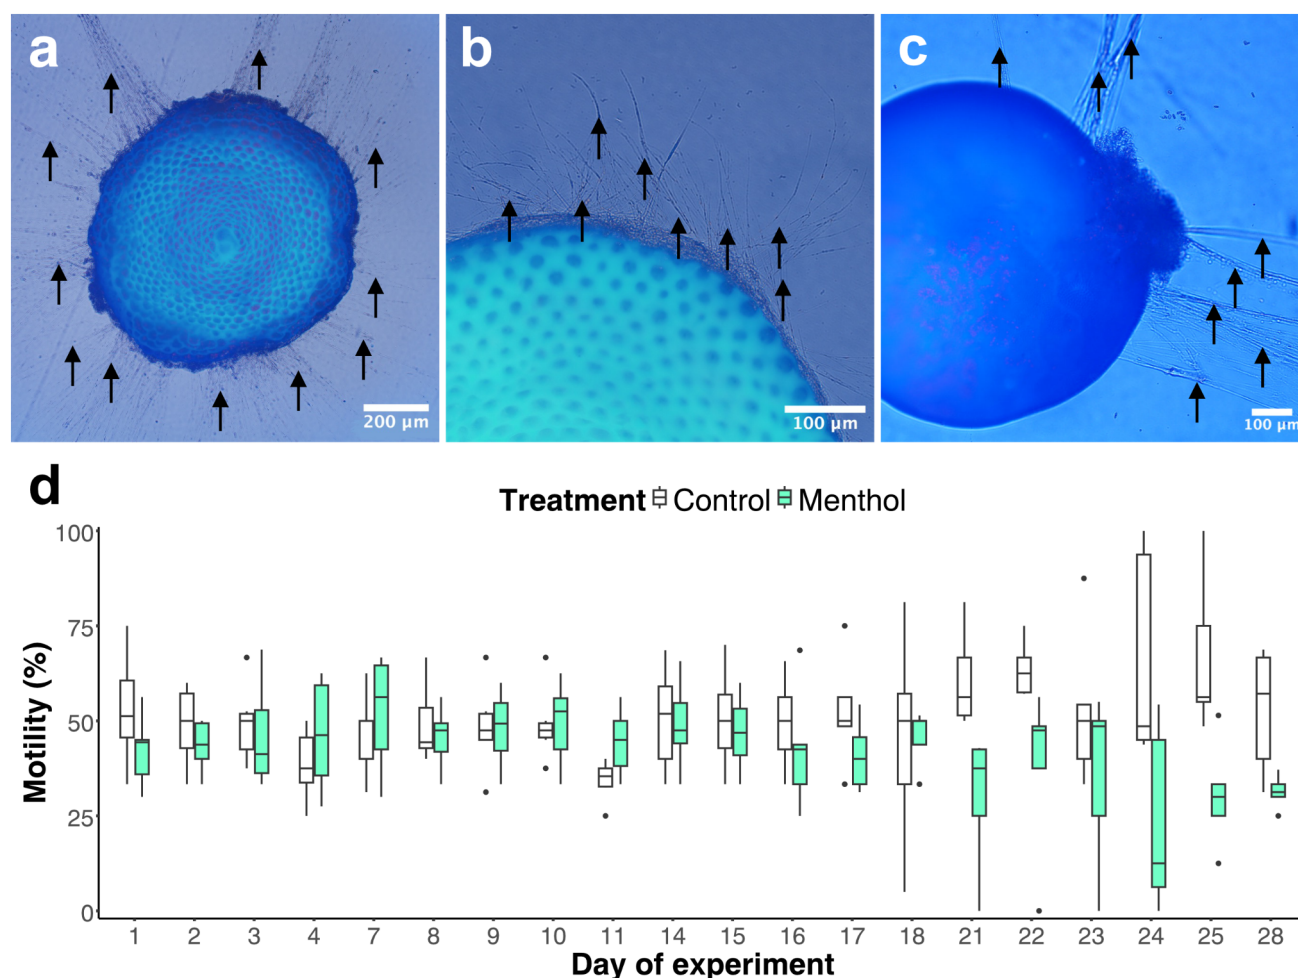 a
b
c
200 µm
100 µm
100 µm
d
Treatment Control Menthol
Motility (%)
100
75
50
25
0
1 2 3 4 7 8 9 10 11 14 15 16 17 18 21 22 23 24 25 28
Day of experiment